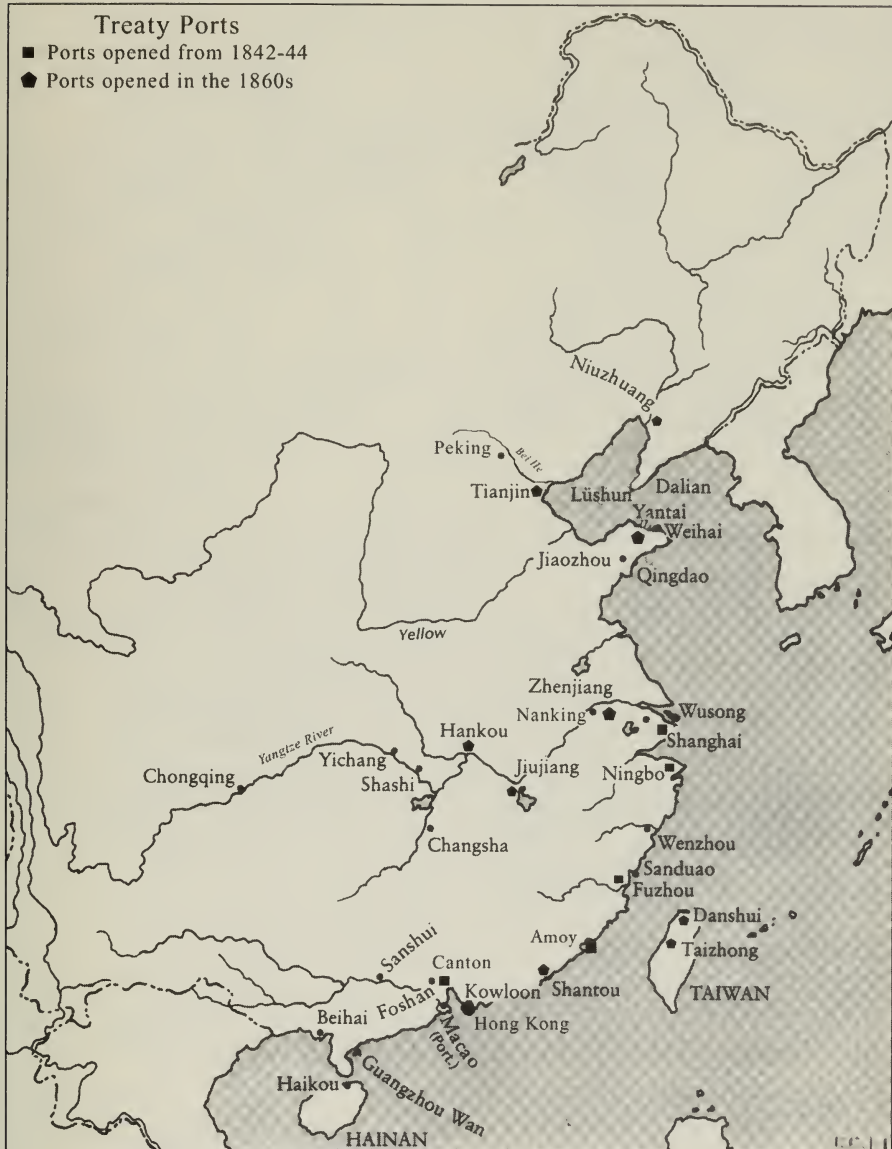 Treaty Ports
Ports opened from 1842-44
Ports opened in the 1860s
Niuzhuang
Peking
Bei He
Tianjin
Lüshun
Dalian
Yantai
Weihai
Jiaozhou
Qingdao
Yellow
Zhenjiang
Nanking
Wusong
Shanghai
Hankou
Yangtze River
Yichang
Jiujiang
Chongqing
Shashi
Ningbo
Changsha
Wenzhou
Sanduao
Fuzhou
Danshui
Amoy
Taizhong
Sanshui
Canton
Foshan
Kowloon
Shantou
TAIWAN
Beihai
Macao
(Port.)
Hong Kong
Haikou
Guangzhou Wan
HAINAN